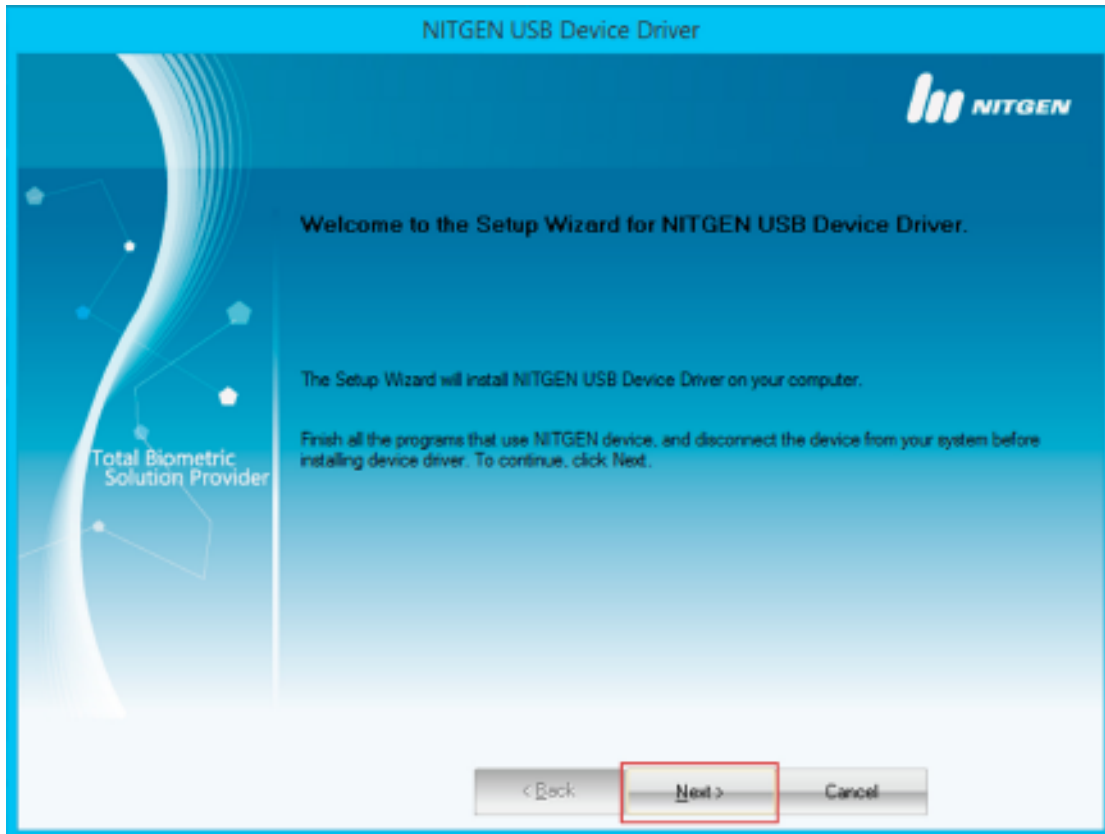 NITGEN USB Device Driver
NITGEN
Welcome to the Setup Wizard for NITGEN USB Device Driver.
The Setup Wizard will install NITGEN USB Device Driver on your computer.
Finish all the programs that use NITGEN device, and disconnect the device from your system before
installing device driver. To continue, click Next.
Total Biometric
Solution Provider
< Back
Next >
Cancel